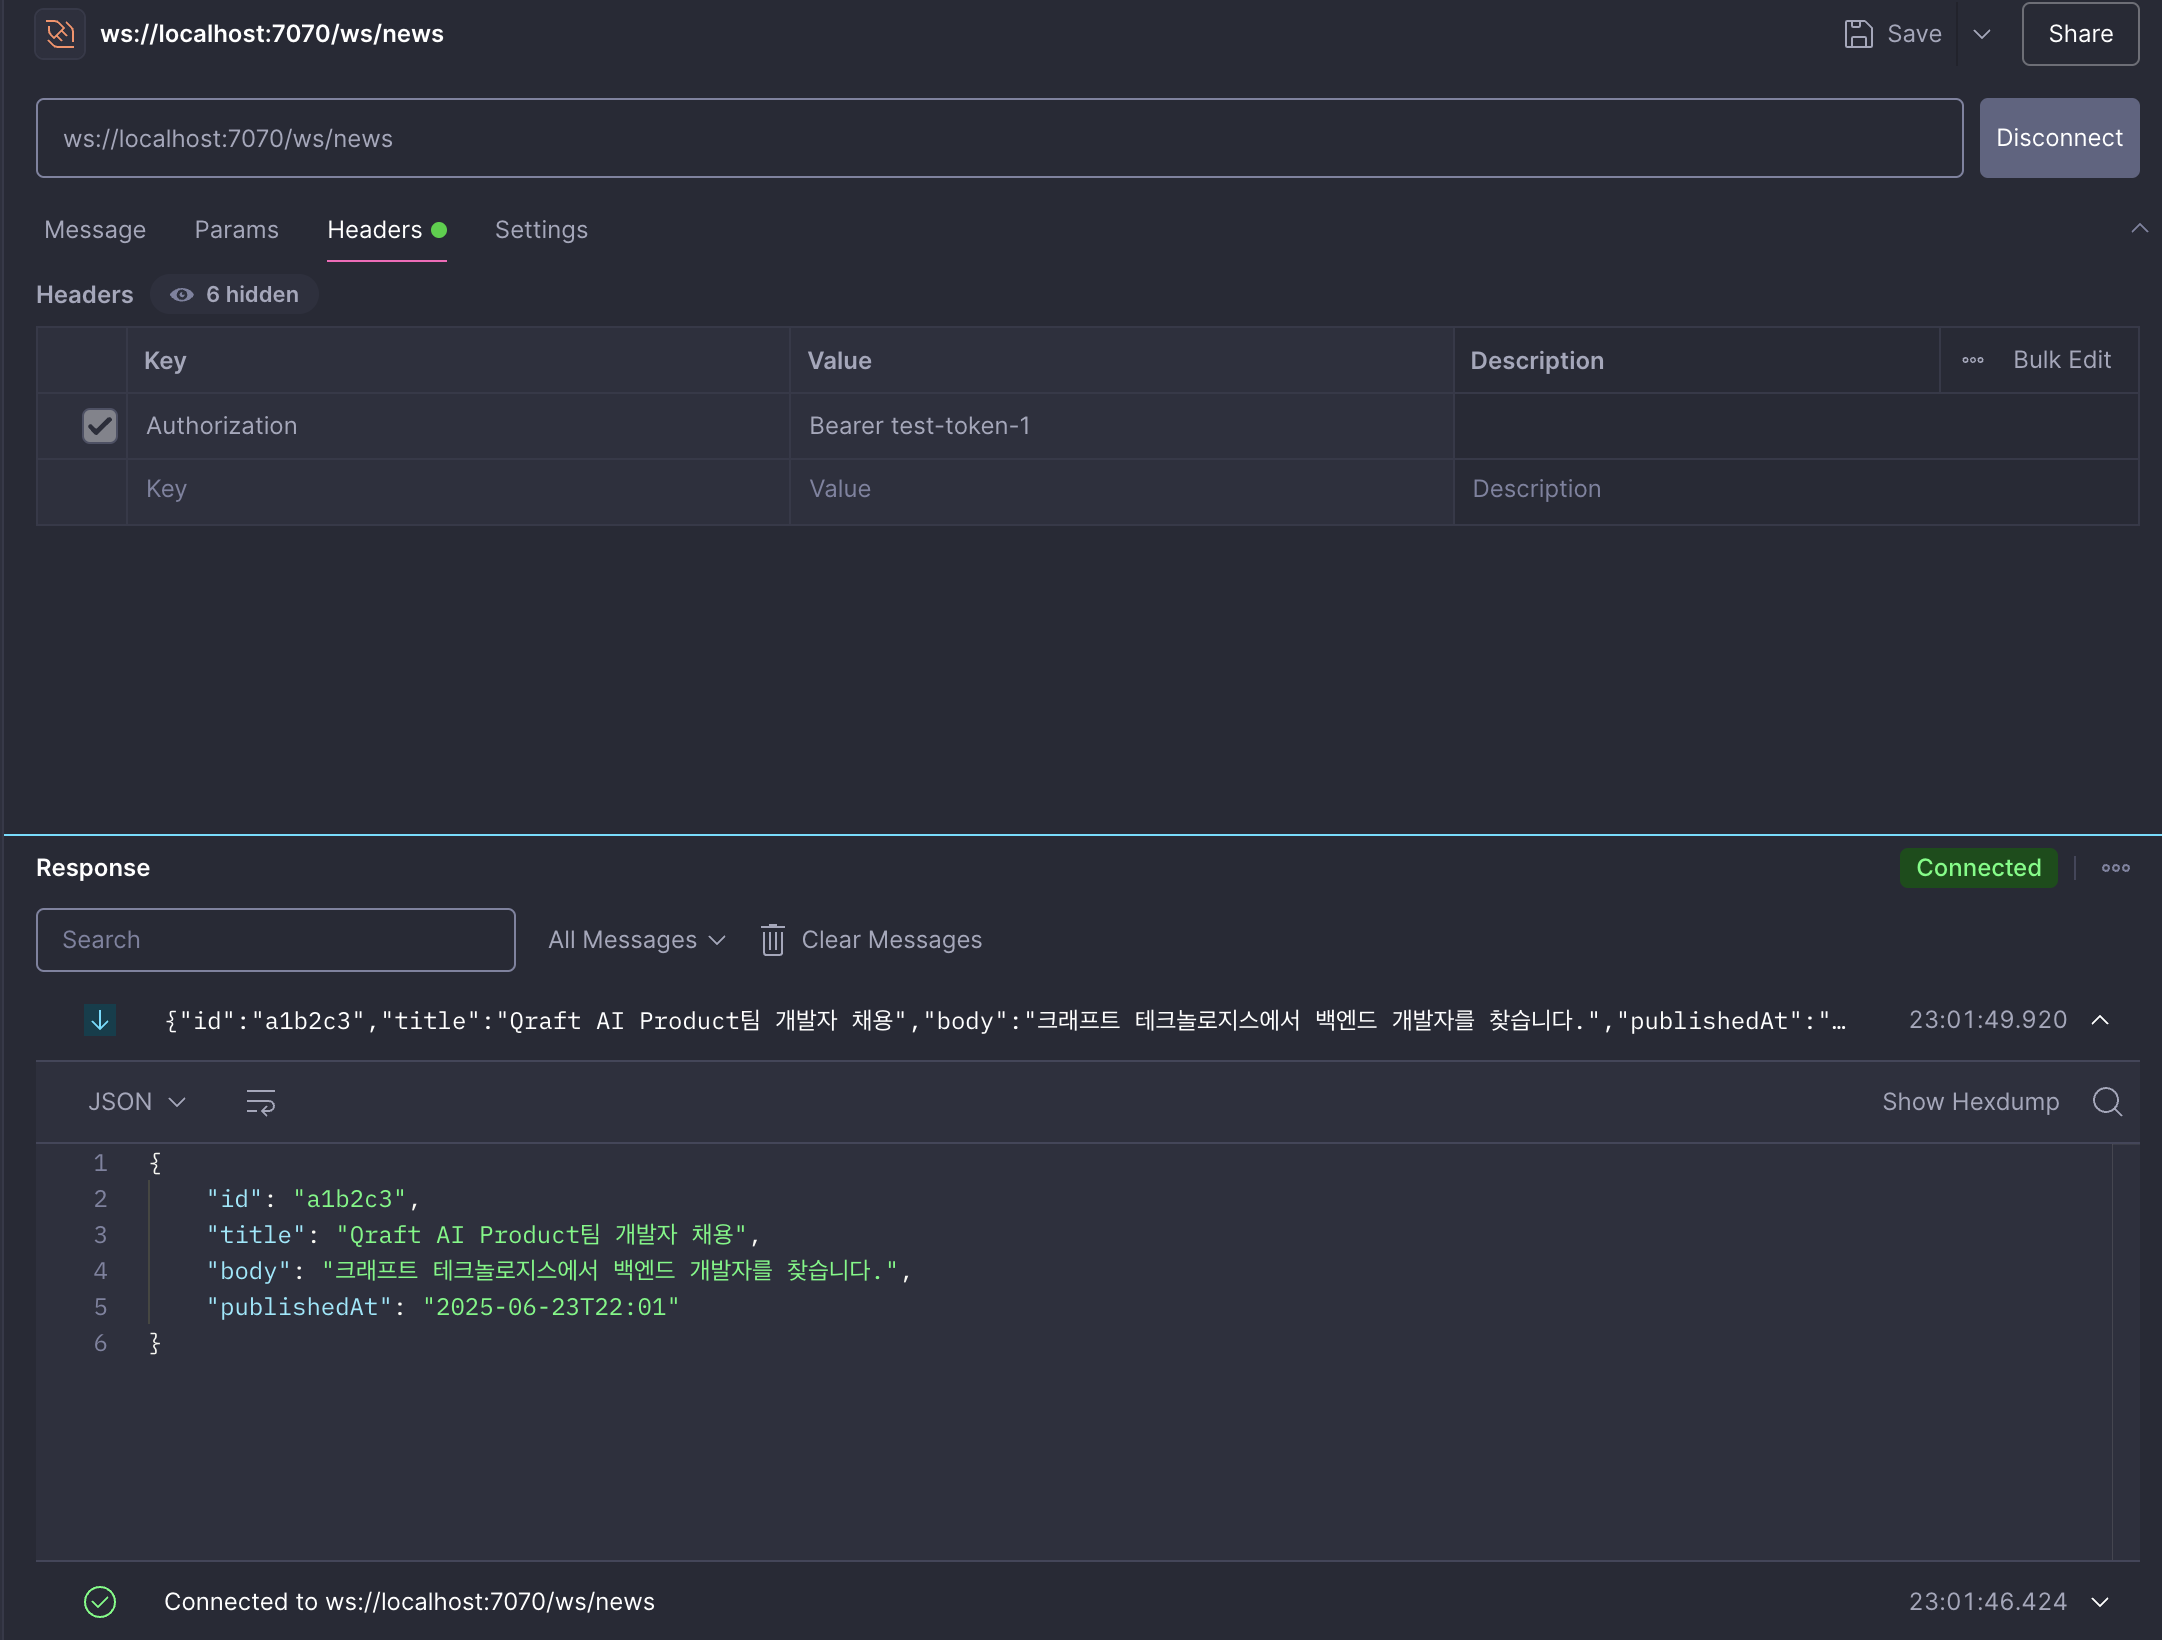 ws://localhost:7070/ws/news
Save
Share
ws://localhost:7070/ws/news
Disconnect
Message Params Headers Settings
Headers 6 hidden
Key Value Description Bulk Edit
Authorization Bearer test-token-1
Key Value Description
Response
Connected
Search
All Messages
Clear Messages
{"id":"a1b2c3","title":"Qraft AI Product팀 개발자 채용","body":"크래프트 테크놀로지스에서 백엔드 개발자를 찾습니다.","publishedAt":"… 23:01:49.920
JSON
Show Hexdump
1 {
2 "id": "a1b2c3",
3 "title": "Qraft AI Product팀 개발자 채용",
4 "body": "크래프트 테크놀로지스에서 백엔드 개발자를 찾습니다.",
5 "publishedAt": "2025-06-23T22:01"
6 }
Connected to ws://localhost:7070/ws/news 23:01:46.424